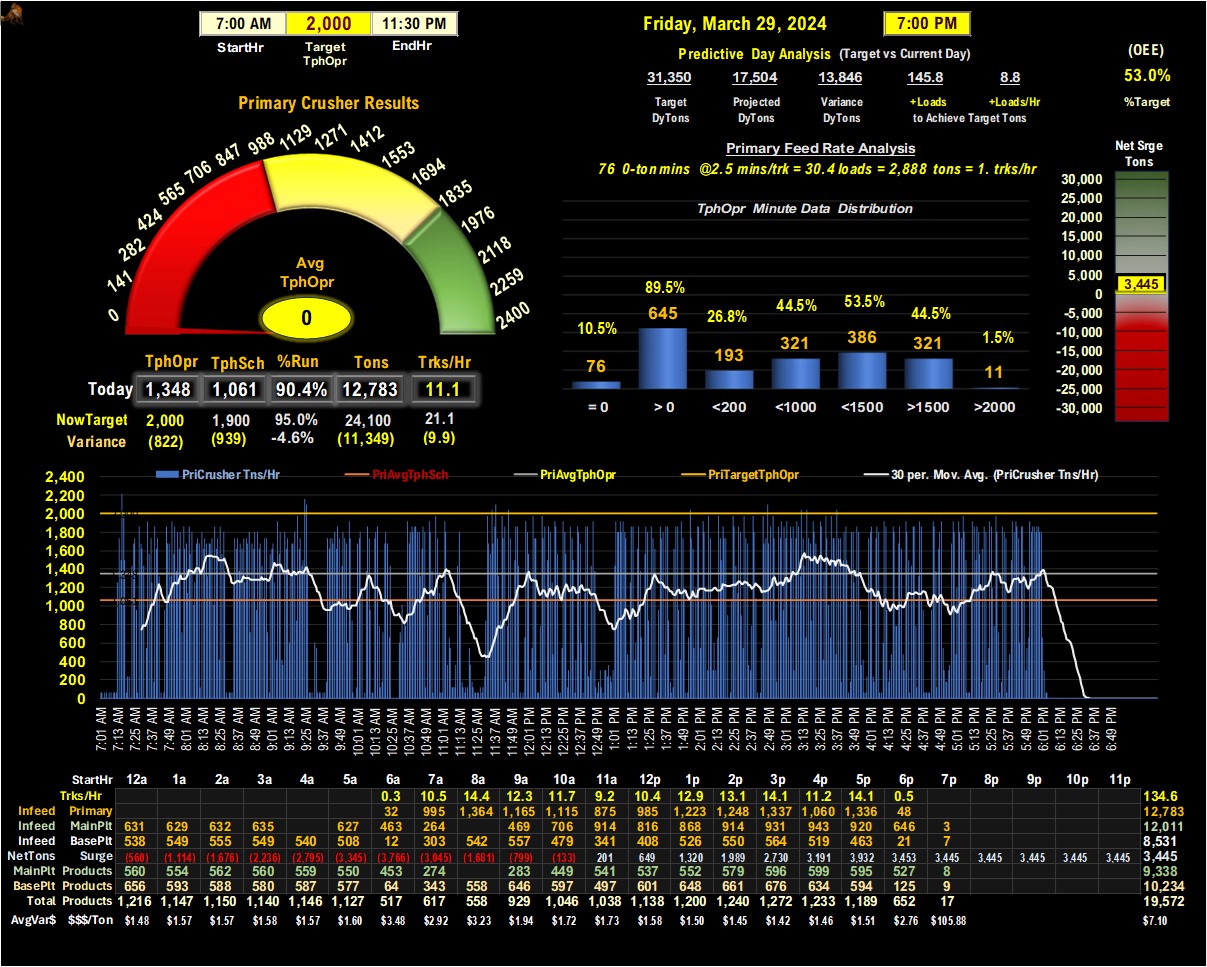 7:00 AM 2,000 11:30 PM
StartHr Target TphOpr EndHr
Friday, March 29, 2024 7:00 PM
Predictive Day Analysis (Target vs Current Day)
31,350 17,504 13,846 145.8 8.8
Target Projected Variance +Loads +Loads/Hr
DyTons DyTons DyTons to Achieve Target Tons
(OEE)
53.0%
%Target
Primary Crusher Results
0 141 282 424 565 706 847 988 1129 1271 1412 1553 1694 1835 1976 2118 2259 2400
Avg
TphOpr
0
TphOpr TphSch %Run Tons Trks/Hr
Today 1,348 1,061 90.4% 12,783 11.1
NowTarget 2,000 1,900 95.0% 24,100 21.1
Variance (822) (939) -4.6% (11,349) (9.9)
Primary Feed Rate Analysis
76 0-ton mins @2.5 mins/trk = 30.4 loads = 2,888 tons = 1. trks/hr
TphOpr Minute Data Distribution
10.5% 89.5% 26.8% 44.5% 53.5% 44.5% 1.5%
76 645 193 321 386 321 11
= 0 > 0 <200 <1000 <1500 >1500 >2000
Net Srge
Tons
30,000
25,000
20,000
15,000
10,000
5,000
3,445
0
-5,000
-10,000
-15,000
-20,000
-25,000
-30,000
PriCrusher Tns/Hr PriAvgTphSch PriAvgTphOpr PriTargetTphOpr 30 per. Mov. Avg. (PriCrusher Tns/Hr)
2,400
2,200
2,000
1,800
1,600
1,400
1,200
1,000
800
600
400
200
0
7:01 AM 7:13 AM 7:25 AM 7:37 AM 7:49 AM 8:01 AM 8:13 AM 8:25 AM 8:37 AM 8:49 AM 9:01 AM 9:13 AM 9:25 AM 9:37 AM 9:49 AM 10:01 AM 10:13 AM 10:25 AM 10:37 AM 10:49 AM 11:01 AM 11:13 AM 11:25 AM 11:37 AM 11:49 AM 12:01 PM 12:13 PM 12:25 PM 12:37 PM 12:49 PM 1:01 PM 1:13 PM 1:25 PM 1:37 PM 1:49 PM 2:01 PM 2:13 PM 2:25 PM 2:37 PM 2:49 PM 3:01 PM 3:13 PM 3:25 PM 3:37 PM 3:49 PM 4:01 PM 4:13 PM 4:25 PM 4:37 PM 4:49 PM 5:01 PM 5:13 PM 5:25 PM 5:37 PM 5:49 PM 6:01 PM 6:13 PM 6:25 PM 6:37 PM 6:49 PM
StartHr 12a 1a 2a 3a 4a 5a 6a 7a 8a 9a 10a 11a 12p 1p 2p 3p 4p 5p 6p 7p 8p 9p 10p 11p
Trks/Hr 0.3 10.5 14.4 12.3 11.7 9.2 10.4 12.9 13.1 14.1 11.2 14.1 0.5 134.6
Infeed Primary 32 995 1,364 1,165 1,115 875 985 1,223 1,248 1,337 1,060 1,336 48 12,783
Infeed MainPlt 631 629 632 635 627 463 264 469 706 914 816 868 914 931 943 920 646 3 12,011
Infeed BasePlt 538 549 555 549 540 508 12 303 542 557 479 341 408 526 550 564 519 463 21 7 8,531
NetTons Surge (560) (1,114) (1,676) (2,236) (2,795) (3,345) (3,766) (3,045) (1,681) (799) (133) 201 649 1,320 1,989 2,730 3,191 3,932 3,453 3,445 3,445 3,445 3,445 3,445 3,445
MainPlt Products 560 554 562 560 559 550 453 274 283 449 541 537 552 579 596 599 595 527 8 9,338
BasePlt Products 656 593 588 580 587 577 64 343 558 646 597 497 601 648 661 676 634 594 125 9 10,234
Total Products 1,216 1,147 1,150 1,140 1,146 1,127 517 617 558 929 1,046 1,038 1,138 1,200 1,240 1,272 1,233 1,189 652 17 19,572
AvgVar$ $$$/Ton $1.48 $1.57 $1.57 $1.58 $1.57 $1.60 $3.48 $2.92 $3.23 $1.94 $1.72 $1.73 $1.58 $1.50 $1.45 $1.42 $1.46 $1.51 $2.76 $105.88 $7.10